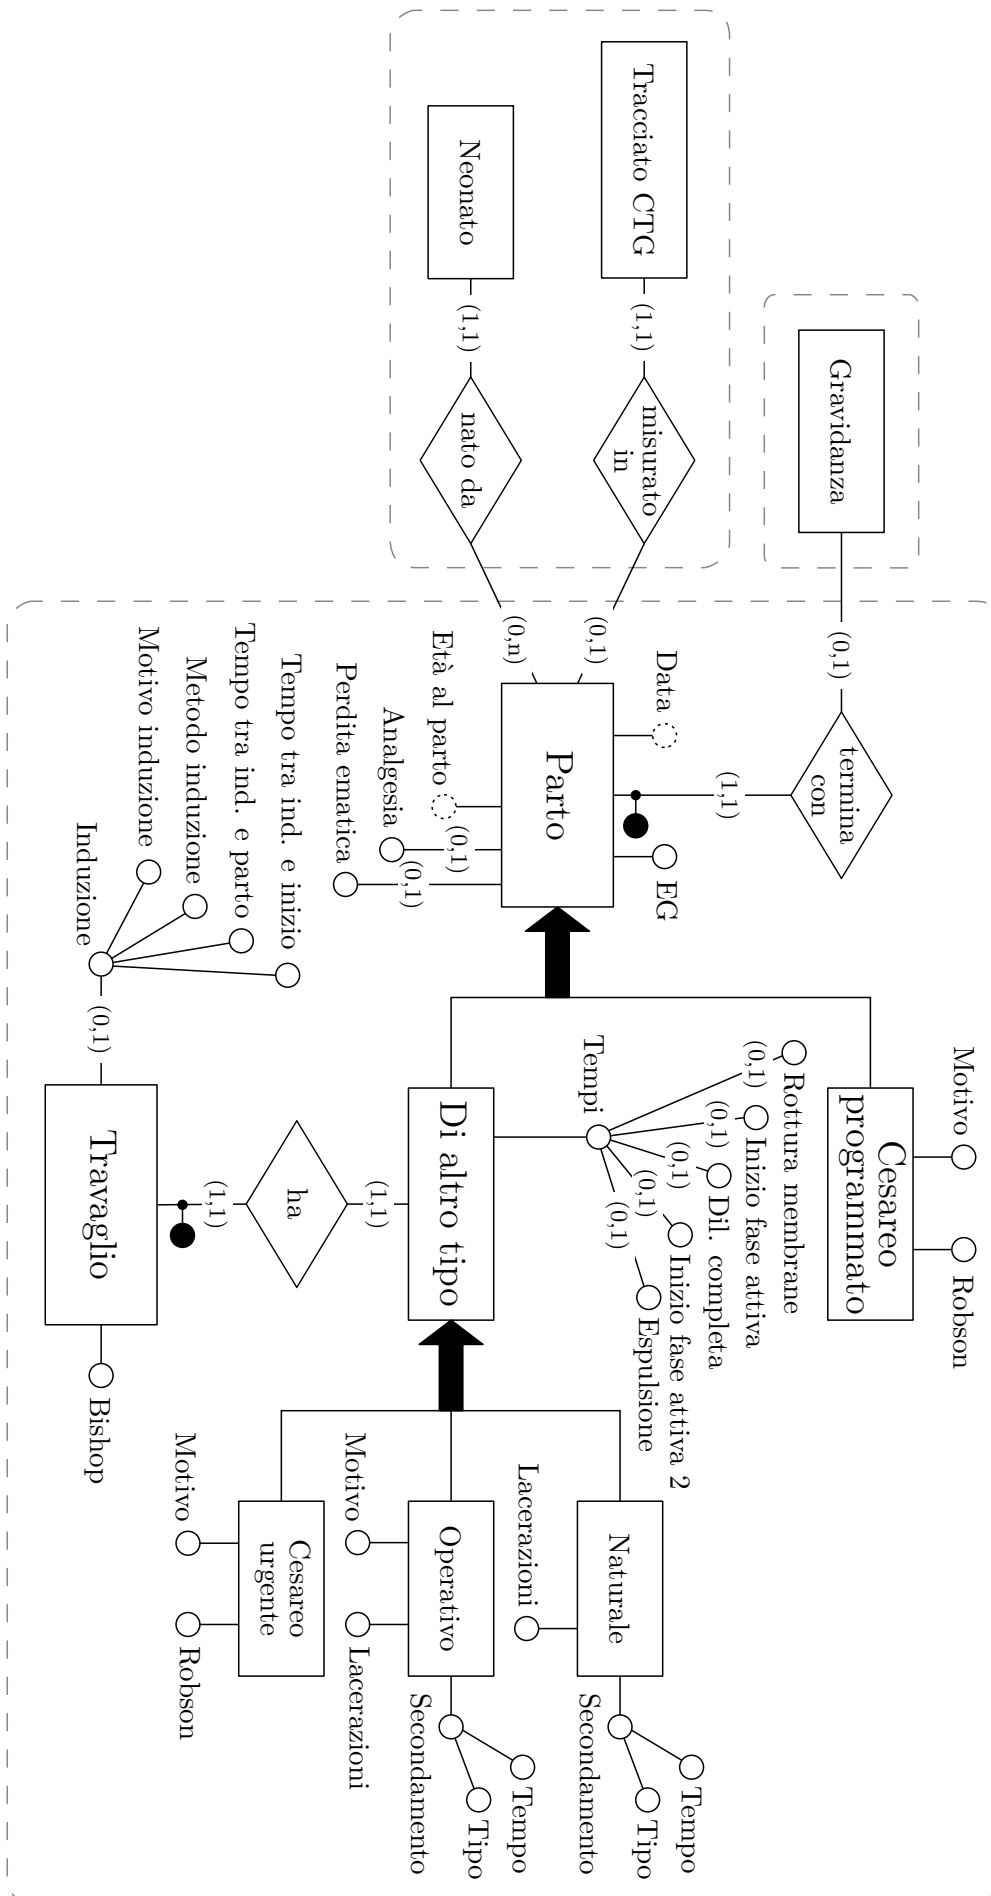 Tracciato CTG
(1,1)
misurato
in
(0,1)
Neonato
(1,1)
nato da
(0,n)
Gravidanza
(0,1)
termina
con
(1,1)
Data
EG
Parto
Età al parto
Analgesia
(0,1)
Perdita ematica
(0,1)
Motivo
Robson
Cesareo
programmato
Tempi
(0,1)
Rottura membrane
(0,1)
Inizio fase attiva
(0,1)
Dil. completa
(0,1)
Inizio fase attiva 2
(0,1)
Espulsione
Di altro tipo
(1,1)
ha
(1,1)
Travaglio
Bishop
(0,1)
Induzione
Tempo tra ind. e inizio
Tempo tra ind. e parto
Metodo induzione
Motivo induzione
Naturale
Lacerazioni
Secondamento
Tempo
Tipo
Operativo
Motivo
Lacerazioni
Secondamento
Tempo
Tipo
Cesareo
urgente
Motivo
Robson